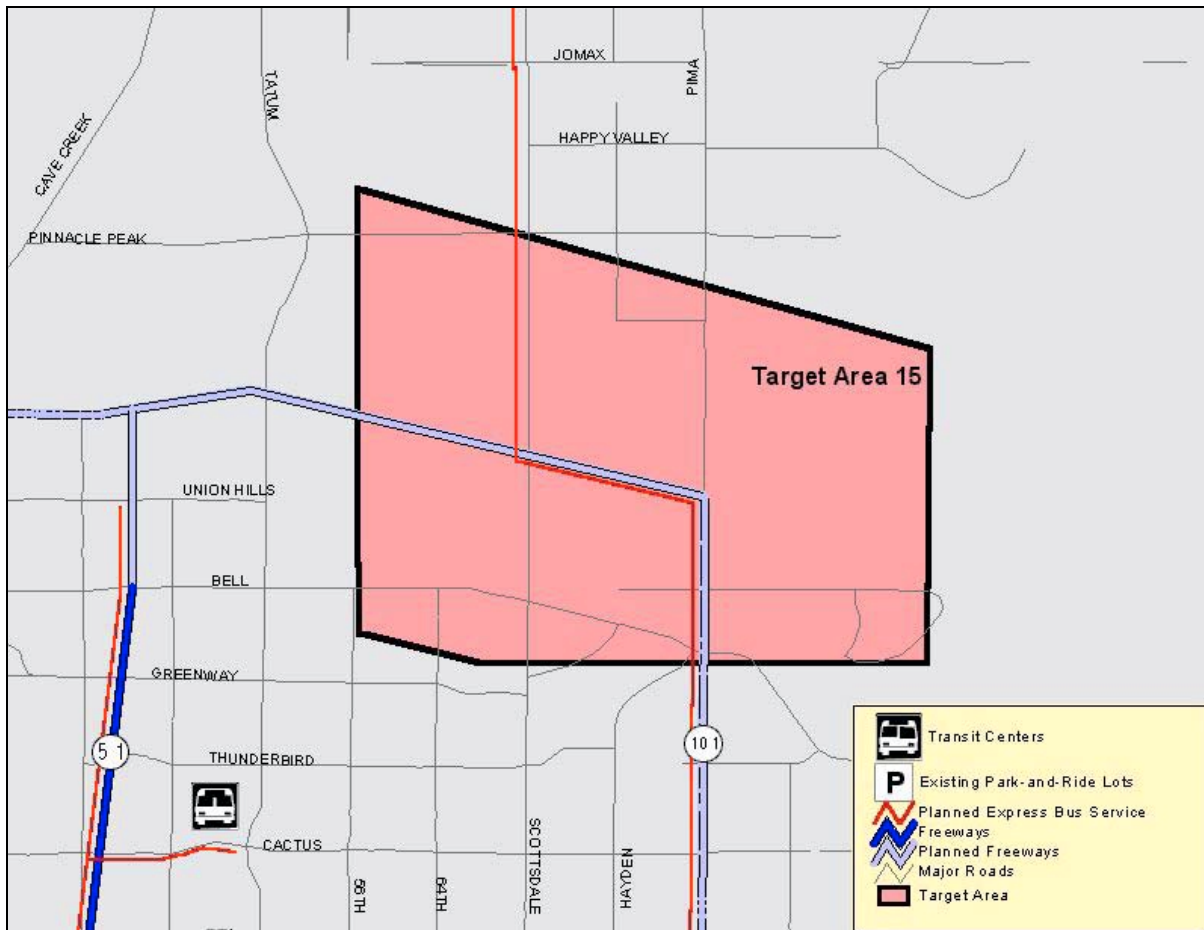 JOMAX
PIMA
TATUM
CAVE CREEK
HAPPY VALLEY
PINNACLE PEAK
Target Area 15
UNION HILLS
BELL
GREENWAY
51
101
THUNDERBIRD
CACTUS
SCOTTSDALE
HAYDEN
56TH
64TH
Transit Centers
P Existing Park-and-Ride Lots
Planned Express Bus Service
Freeways
Planned Freeways
Major Roads
Target Area